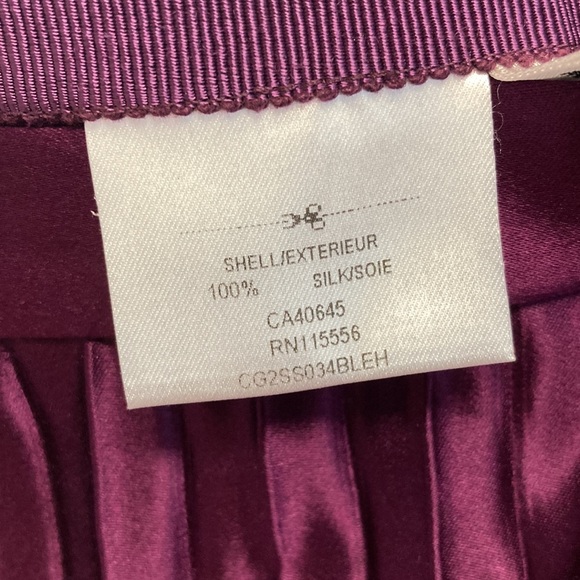 SHELL/EXTERIEUR
100% SILK/SOIE
CA40645
RN115556
CG2SS034BLEH